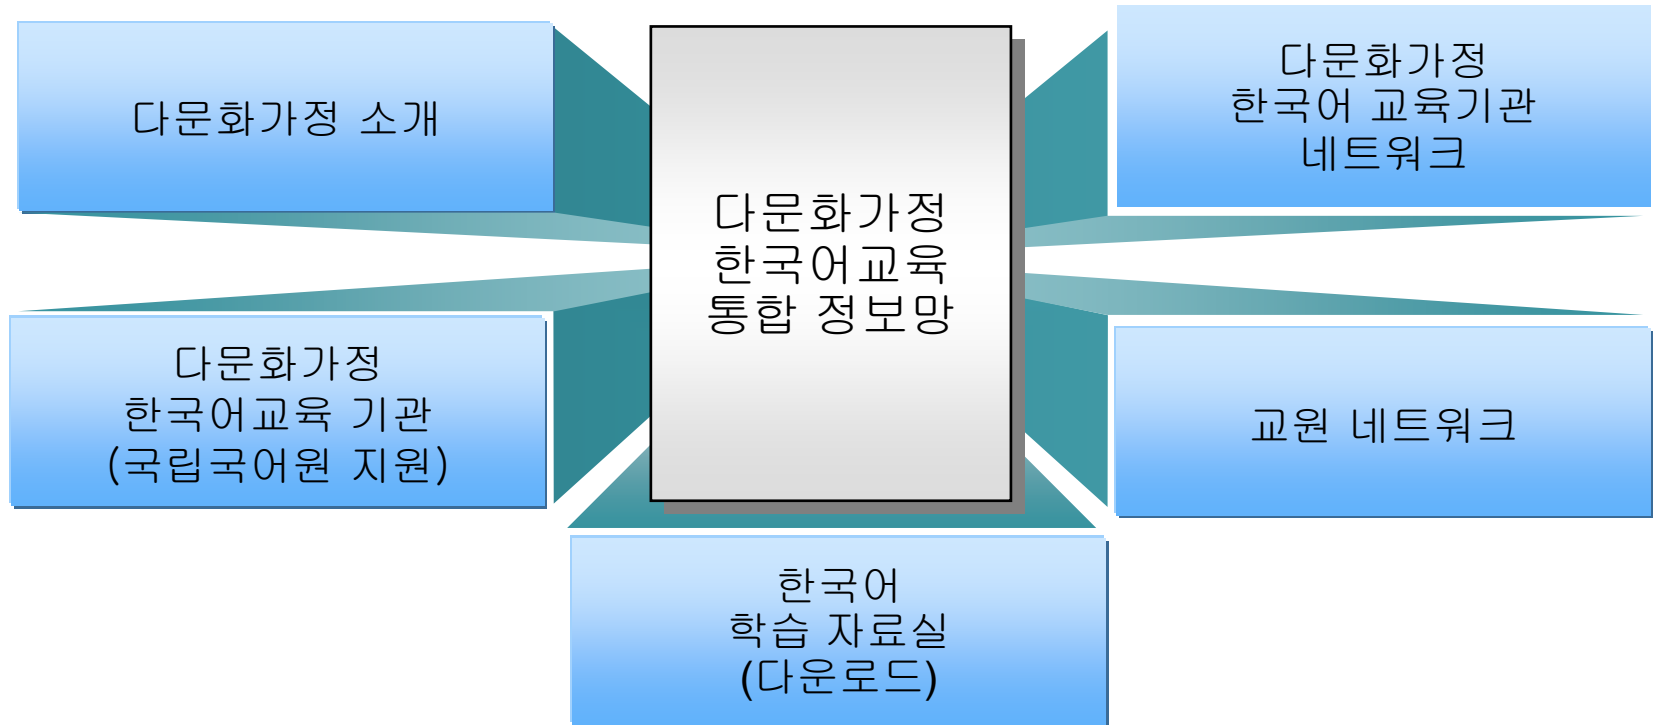 다문화가정 소개
다문화가정
한국어교육 기관
(국립국어원 지원)
다문화가정
한국어교육
통합 정보망
다문화가정
한국어 교육기관
네트워크
교원 네트워크
한국어
학습 자료실
(다운로드)